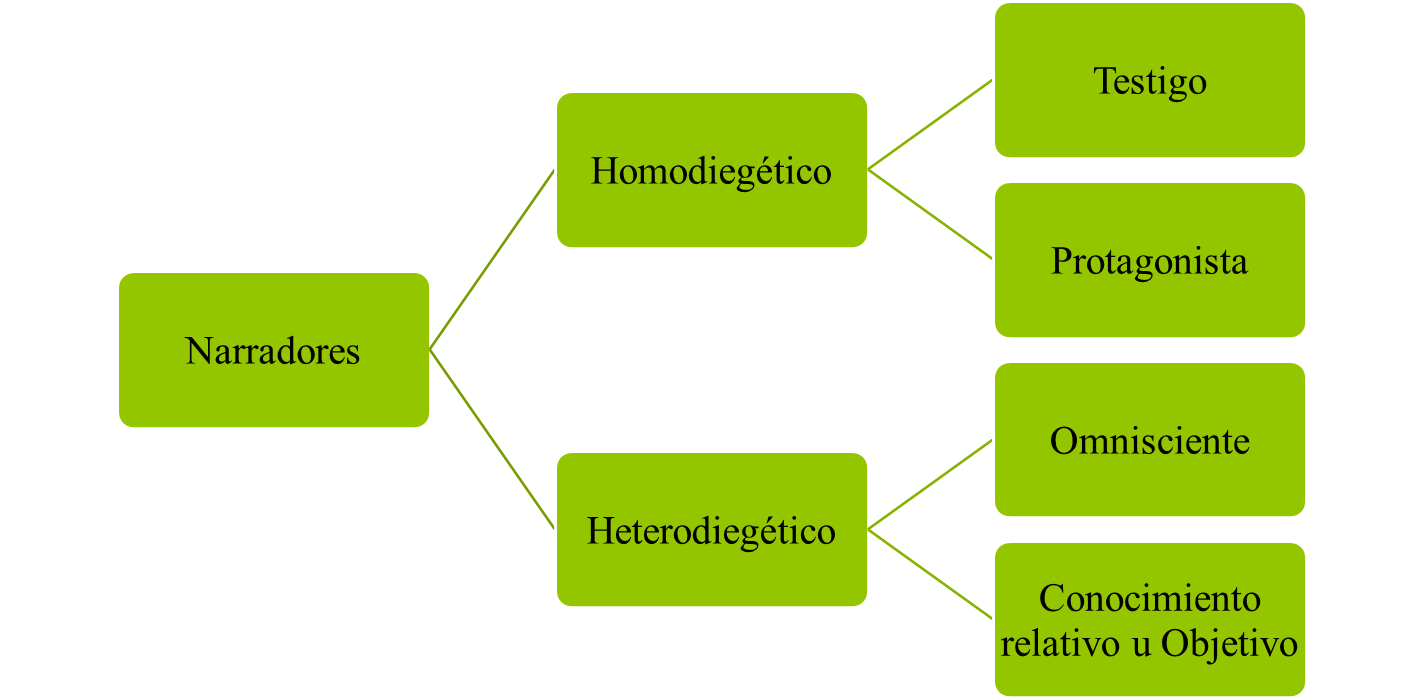 Narradores
Homodiegético
Heterodiegético
Testigo
Protagonista
Omnisciente
Conocimiento
relativo u Objetivo